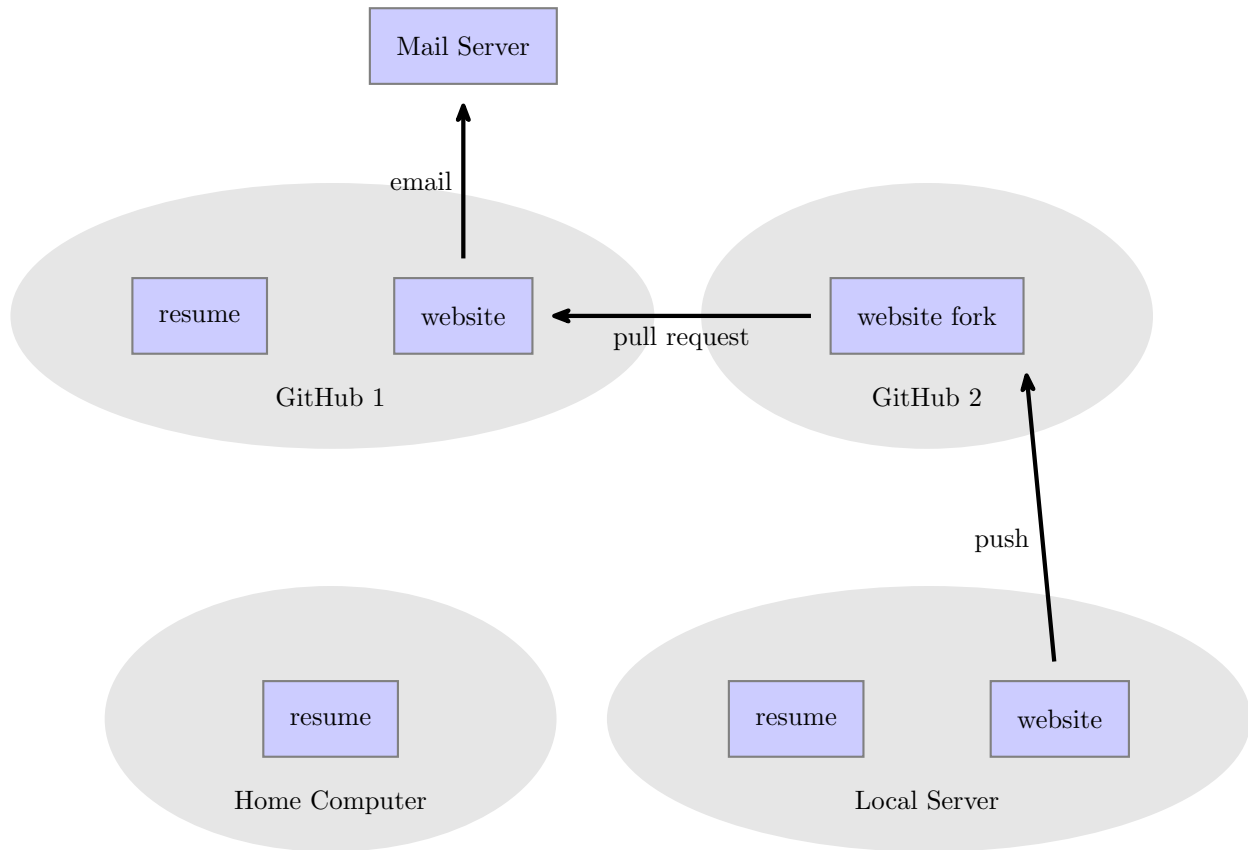 Mail Server
email
resume
website
website fork
pull request
GitHub 1
GitHub 2
push
resume
resume
website
Home Computer
Local Server